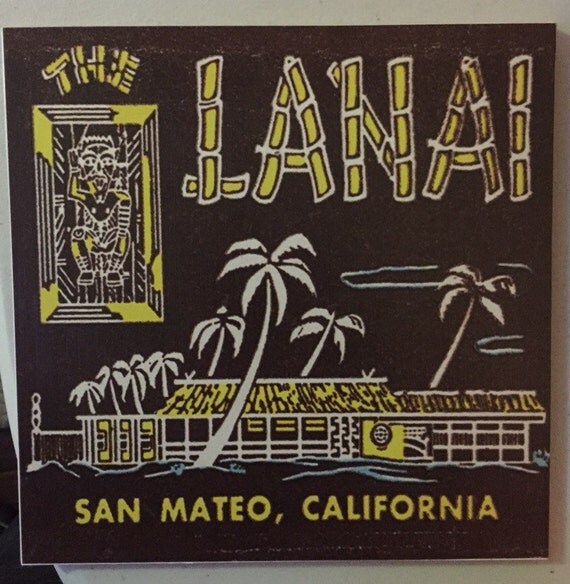 THE
LANAI
SAN MATEO, CALIFORNIA